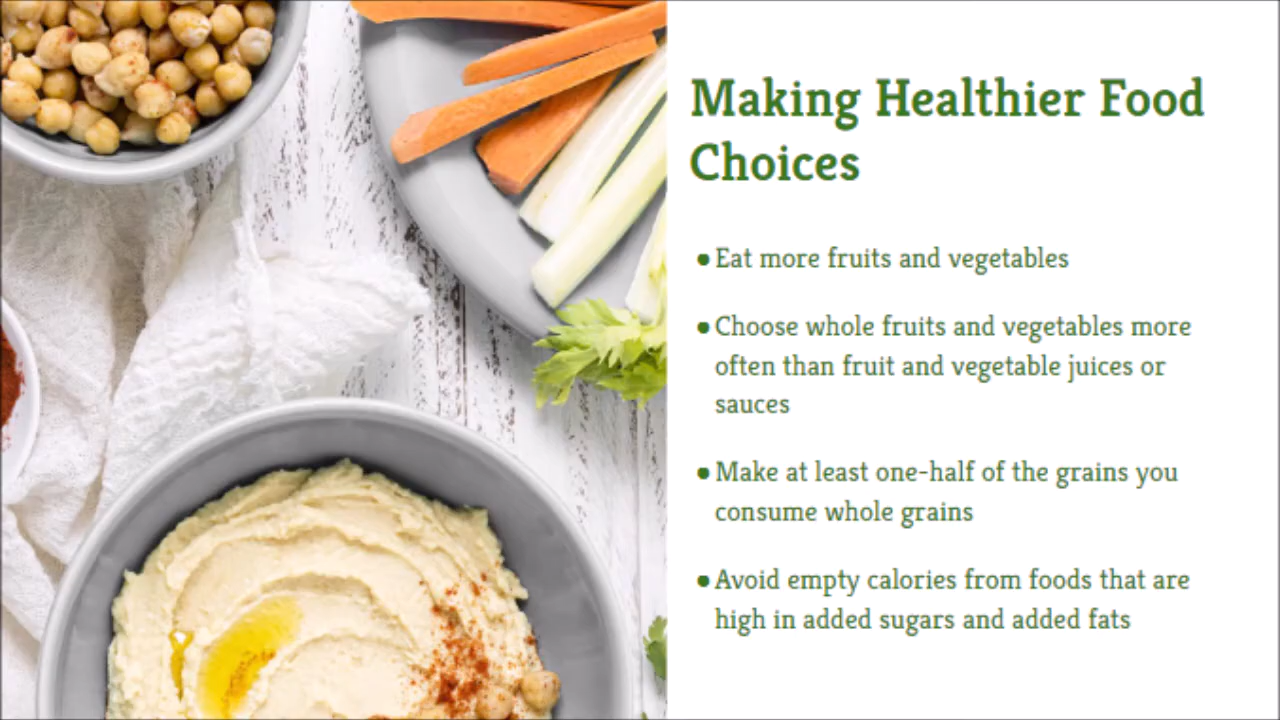 Making Healthier Food
Choices
• Eat more fruits and vegetables
• Choose whole fruits and vegetables more
often than fruit and vegetable juices or
sauces
• Make at least one-half of the grains you
consume whole grains
• Avoid empty calories from foods that are
high in added sugars and added fats